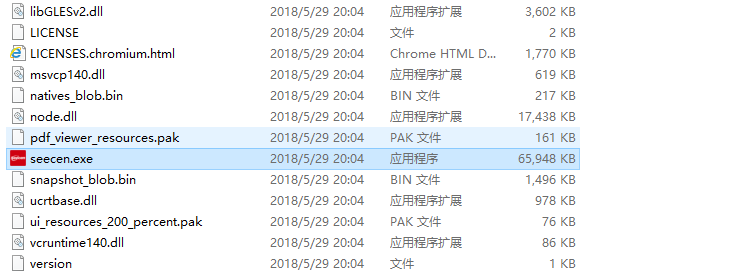 libGLESv2.dll 2018/5/29 20:04 应用程序扩展 3,602 KB
LICENSE 2018/5/29 20:04 文件 2 KB
LICENSES.chromium.html 2018/5/29 20:04 Chrome HTML D... 1,770 KB
msvcp140.dll 2018/5/29 20:04 应用程序扩展 619 KB
natives_blob.bin 2018/5/29 20:04 BIN 文件 217 KB
node.dll 2018/5/29 20:04 应用程序扩展 17,438 KB
pdf_viewer_resources.pak 2018/5/29 20:04 PAK 文件 161 KB
seecen.exe 2018/5/29 20:04 应用程序 65,948 KB
snapshot_blob.bin 2018/5/29 20:04 BIN 文件 1,496 KB
ucrtbase.dll 2018/5/29 20:04 应用程序扩展 978 KB
ui_resources_200_percent.pak 2018/5/29 20:04 PAK 文件 76 KB
vcruntime140.dll 2018/5/29 20:04 应用程序扩展 86 KB
version 2018/5/29 20:04 文件 1 KB